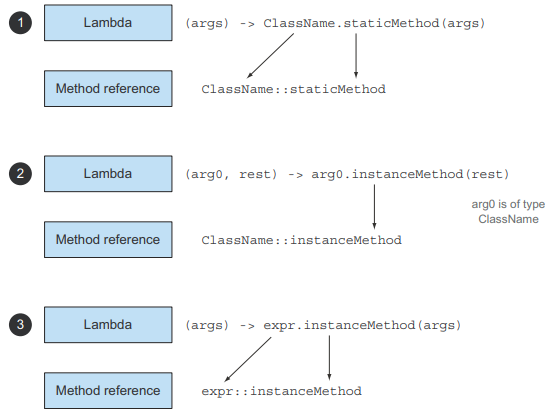 1 Lambda (args) -> ClassName.staticMethod(args)
Method reference ClassName::staticMethod
2 Lambda (arg0, rest) -> arg0.instanceMethod(rest)
arg0 is of type
ClassName
Method reference ClassName::instanceMethod
3 Lambda (args) -> expr.instanceMethod(args)
Method reference expr::instanceMethod